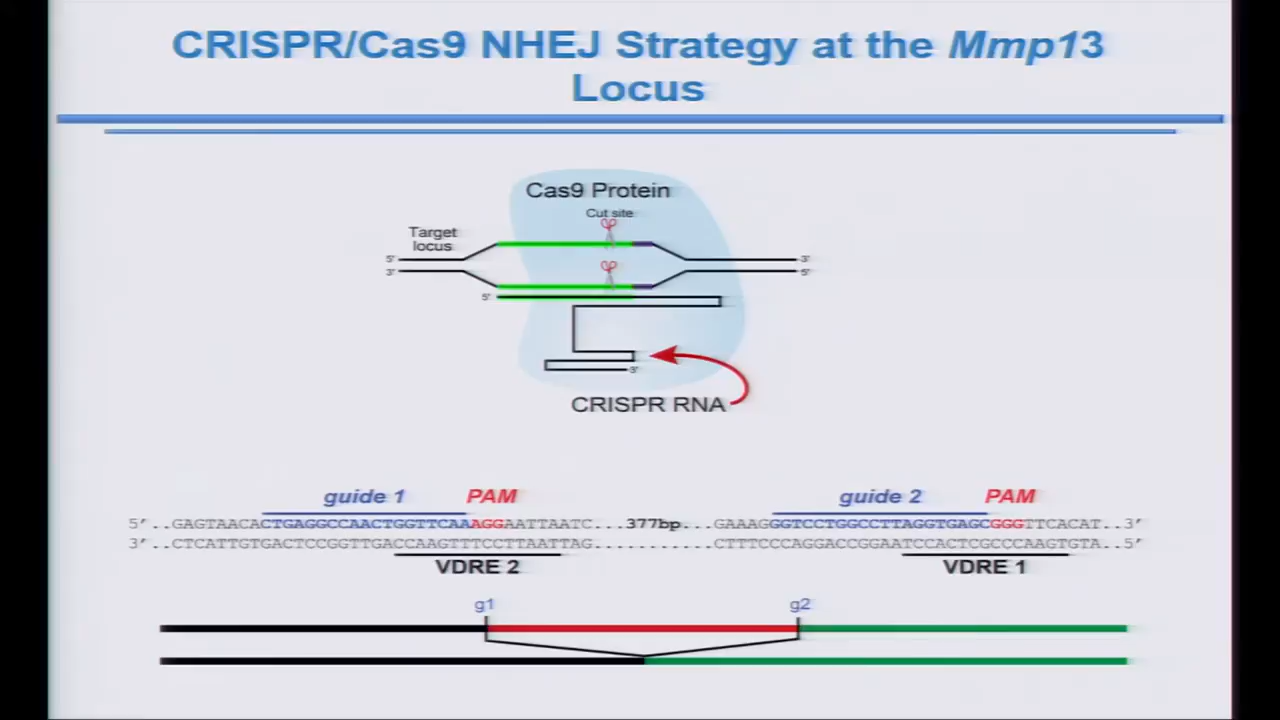 CRISPR/Cas9 NHEJ Strategy at the Mmp13
Locus
Cas9 Protein
Cut site
Target
locus
5' 3'
3' 5'
5'
3'
CRISPR RNA
guide 1 PAM guide 2 PAM
5’..GAGTAACACTGAGGCCAACTGGTTCAAAGGAATTAATC...377bp...GAAAGGGTCCTGGCCTTAGGTGAGCGGGTTCACAT..3’
3’..CTCATTGTGACTCCGGTTGACCAAGTTTCCTTAATTAG..........CTTTCCCAGGACCGGAATCCACTCGCCCAAGTGTA..5’
VDRE 2 VDRE 1
g1 g2